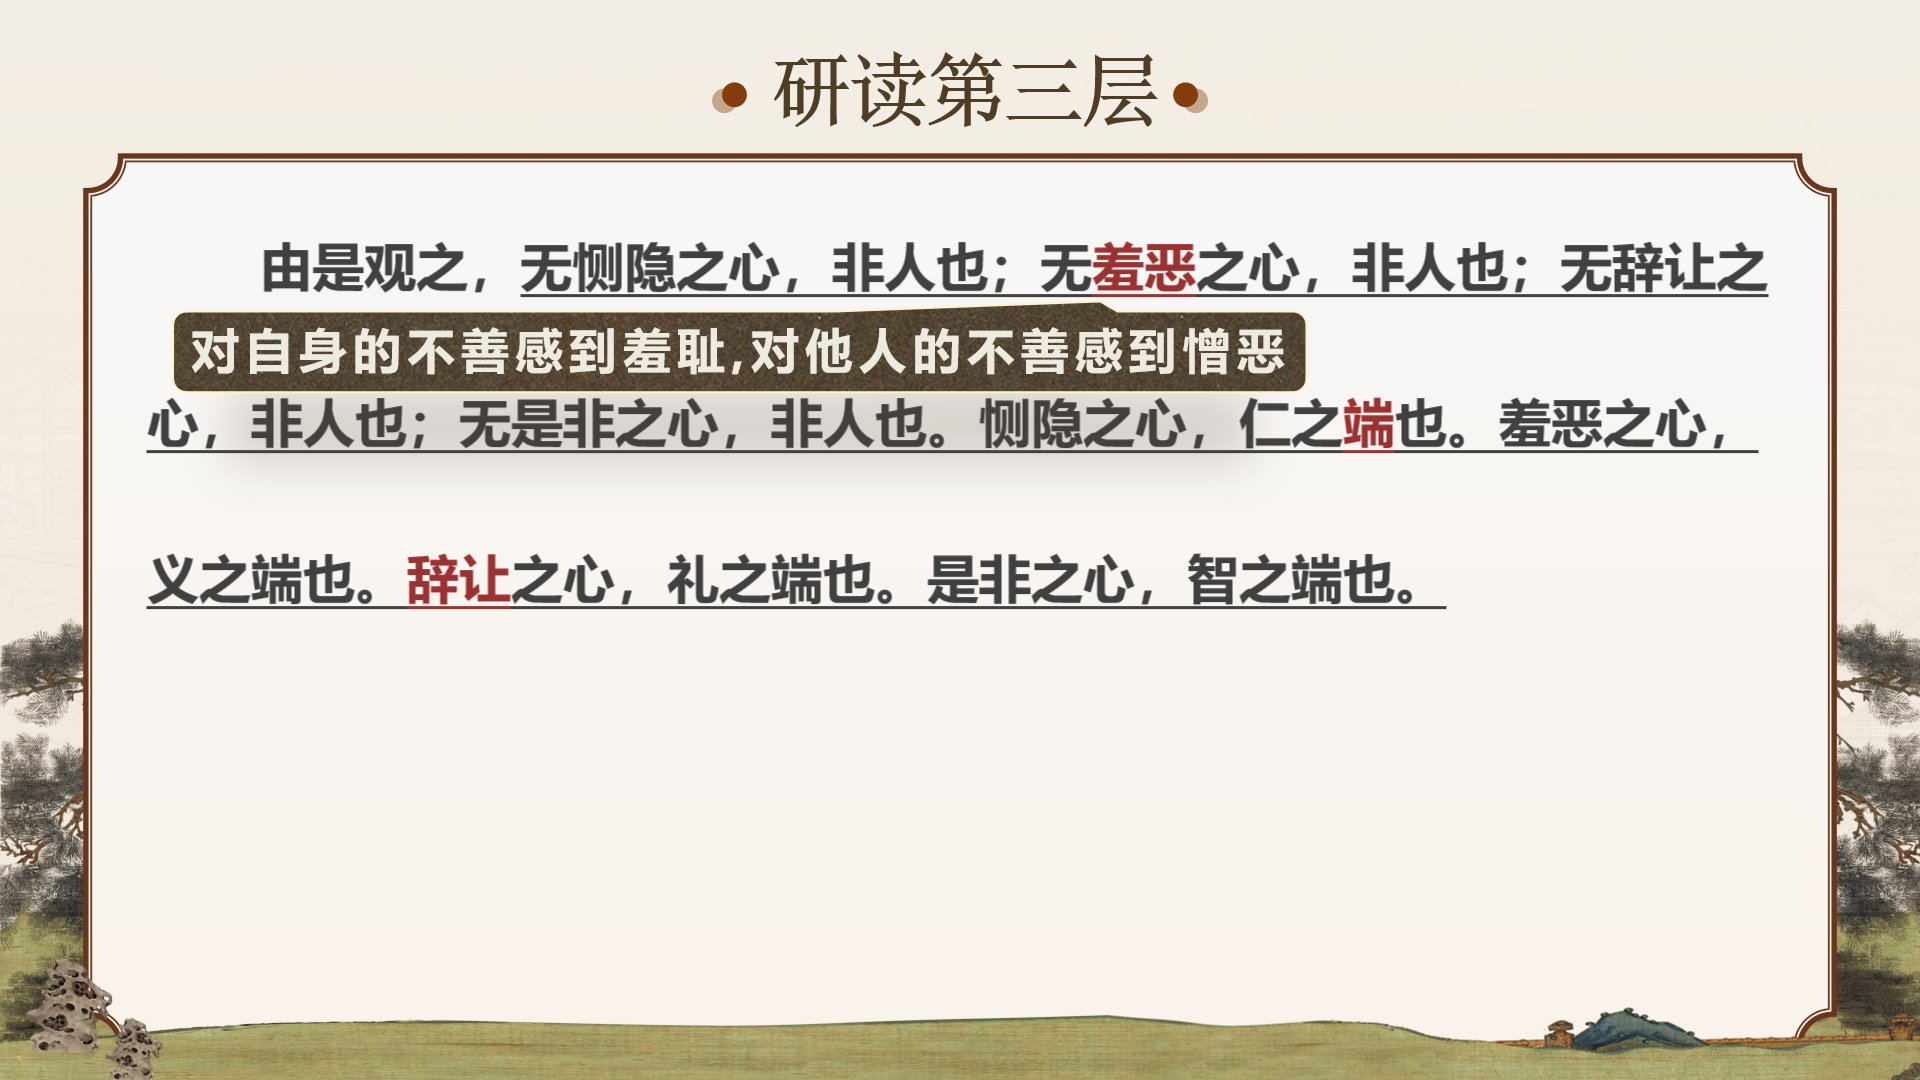 研读第三层
由是观之，无恻隐之心，非人也；无羞恶之心，非人也；无辞让之
对自身的不善感到羞耻,对他人的不善感到憎恶
心，非人也；无是非之心，非人也。恻隐之心，仁之端也。羞恶之心，
义之端也。辞让之心，礼之端也。是非之心，智之端也。